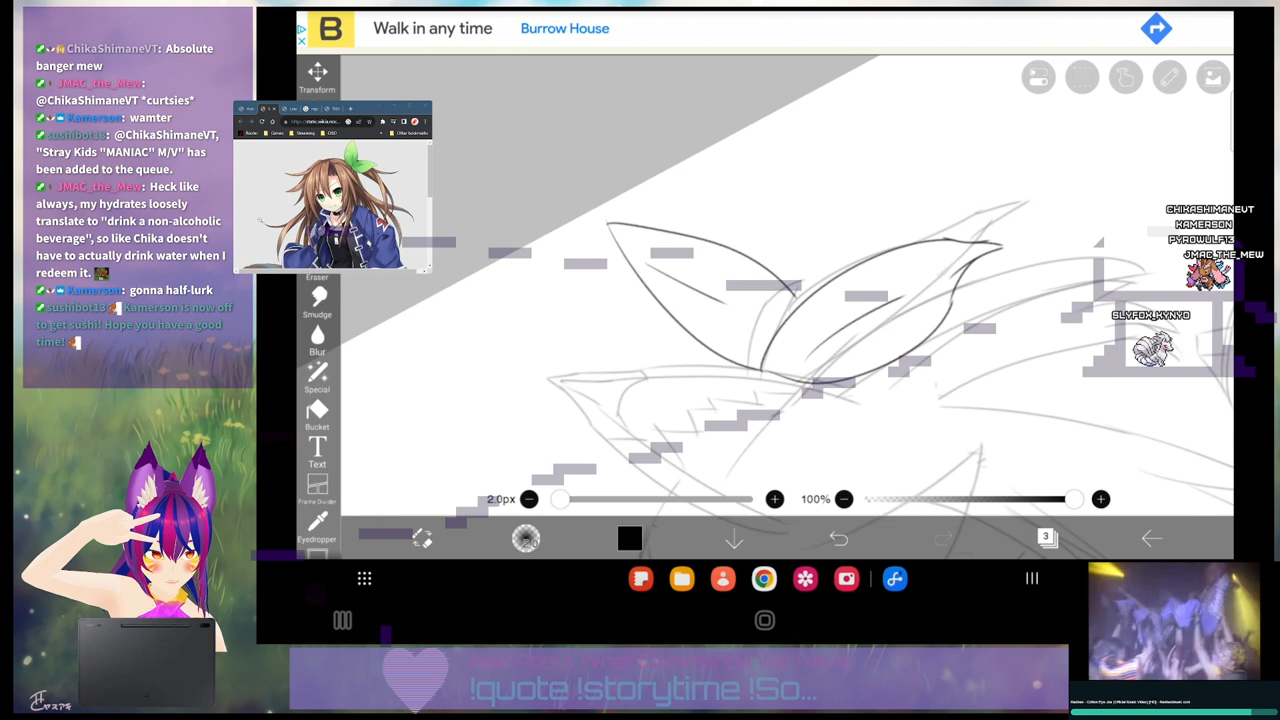 ChikaShimaneVT: Absolute
banger mew
JMAC_the_Mew:
@ChikaShimaneVT *curtsies*
Kamerson: wamter
sushibot13: @ChikaShimaneVT,
"Stray Kids "MANIAC" M/V" has
been added to the queue.
JMAC_the_Mew: Heck like
always, my hydrates loosely
translate to "drink a non-alcoholic
beverage", so like Chika doesn't
have to actually drink water when I
redeem it.
Kamerson: gonna half-lurk
sushibot13: Kamerson is now off
to get sushi! Hope you have a good
time!
B
Walk in any time
Burrow House
Transform
Eraser
Smudge
Blur
Special
Bucket
Text
Frame Divider
Eyedropper
Other bookmarks
CHIKASHIMANEVT
KAMERSON
PYROWULF13
JMAC_THE_MEW
SLYFOX_KYNYO
2.0px
100%
3
!quote !storytime !So...